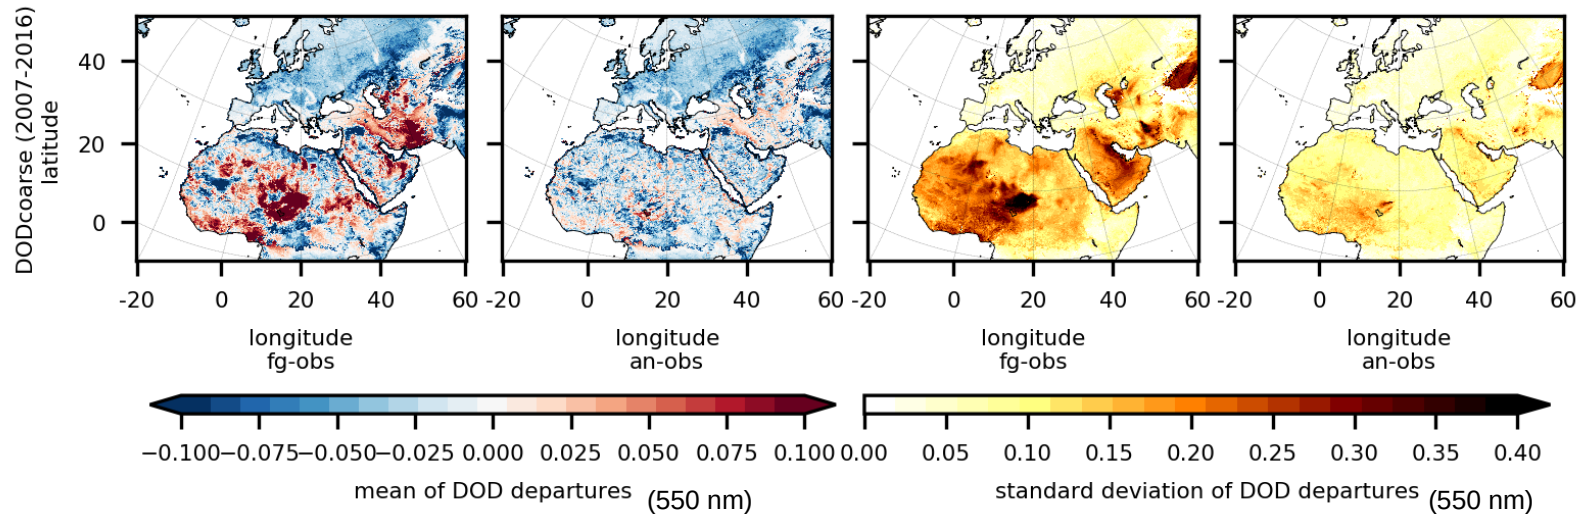 DODcoarse (2007-2016)
latitude
40
20
0
-20 0 20 40 60
-20 0 20 40 60
-20 0 20 40 60
-20 0 20 40 60
longitude
fg-obs
longitude
an-obs
longitude
fg-obs
longitude
an-obs
−0.100 −0.075 −0.050 −0.025 0.000 0.025 0.050 0.075 0.100
mean of DOD departures (550 nm)
0.00 0.05 0.10 0.15 0.20 0.25 0.30 0.35 0.40
standard deviation of DOD departures (550 nm)